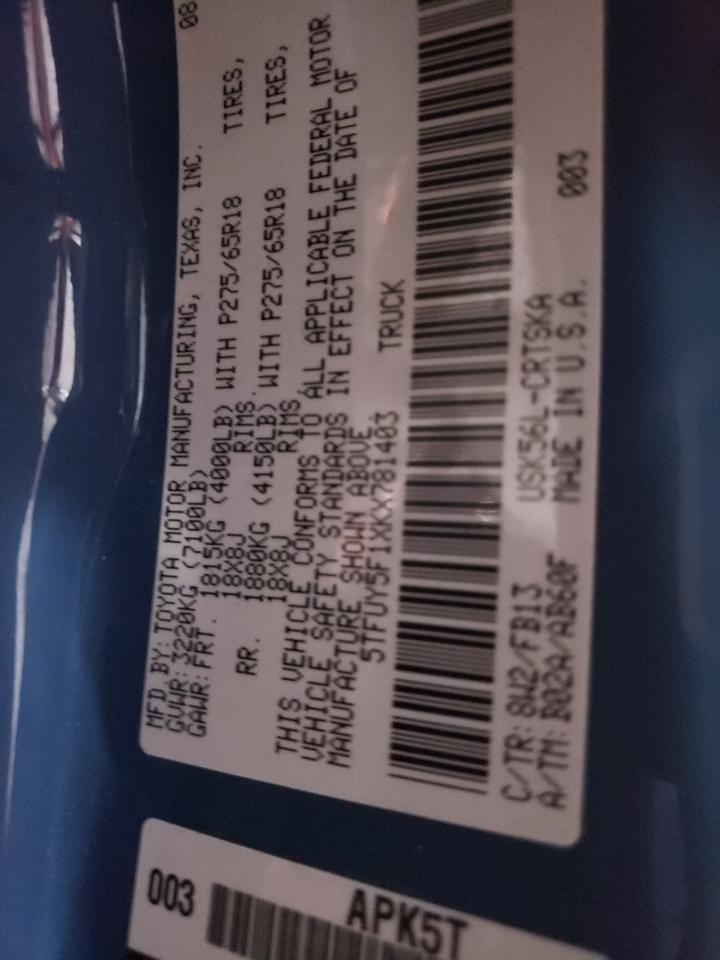 MFD BY: TOYOTA MOTOR MANUFACTURING, TEXAS, INC. 08
GVWR: 3220KG (7100LB)
GAWR: FRT. 1815KG (4000LB) WITH P275/65R18 TIRES,
18X8J RIMS.
RR. 1880KG (4150LB) WITH P275/65R18 TIRES,
18X8J RIMS
THIS VEHICLE CONFORMS TO ALL APPLICABLE FEDERAL MOTOR
VEHICLE SAFETY STANDARDS IN EFFECT ON THE DATE OF
MANUFACTURE SHOWN ABOVE
5TFUY5F1XKX781403 TRUCK
C/TR: 8W2/FB13 USK56L-CRTSKA
A/TM: B02A/AB60F MADE IN U.S.A. 003
003 APK5T